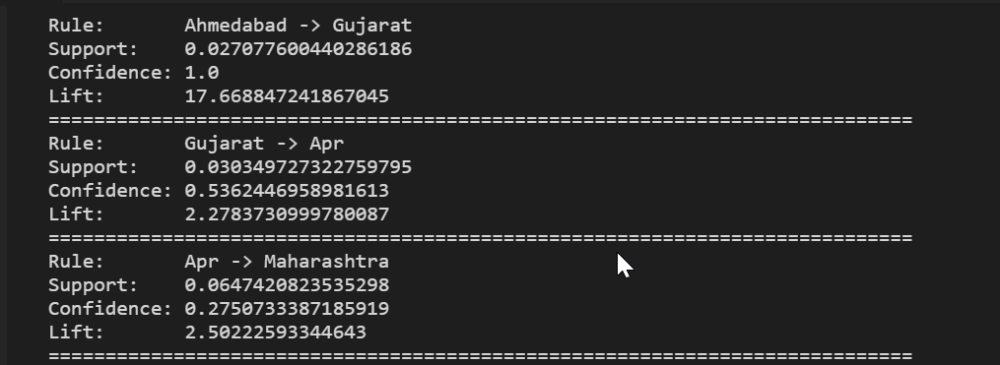 Rule: Ahmedabad -> Gujarat
Support: 0.027077600440286186
Confidence: 1.0
Lift: 17.668847241867045
===========================================================================
Rule: Gujarat -> Apr
Support: 0.030349727322759795
Confidence: 0.5362446958981613
Lift: 2.2783730999780087
===========================================================================
Rule: Apr -> Maharashtra
Support: 0.0647420823535298
Confidence: 0.2750733387185919
Lift: 2.50222593344643
===========================================================================